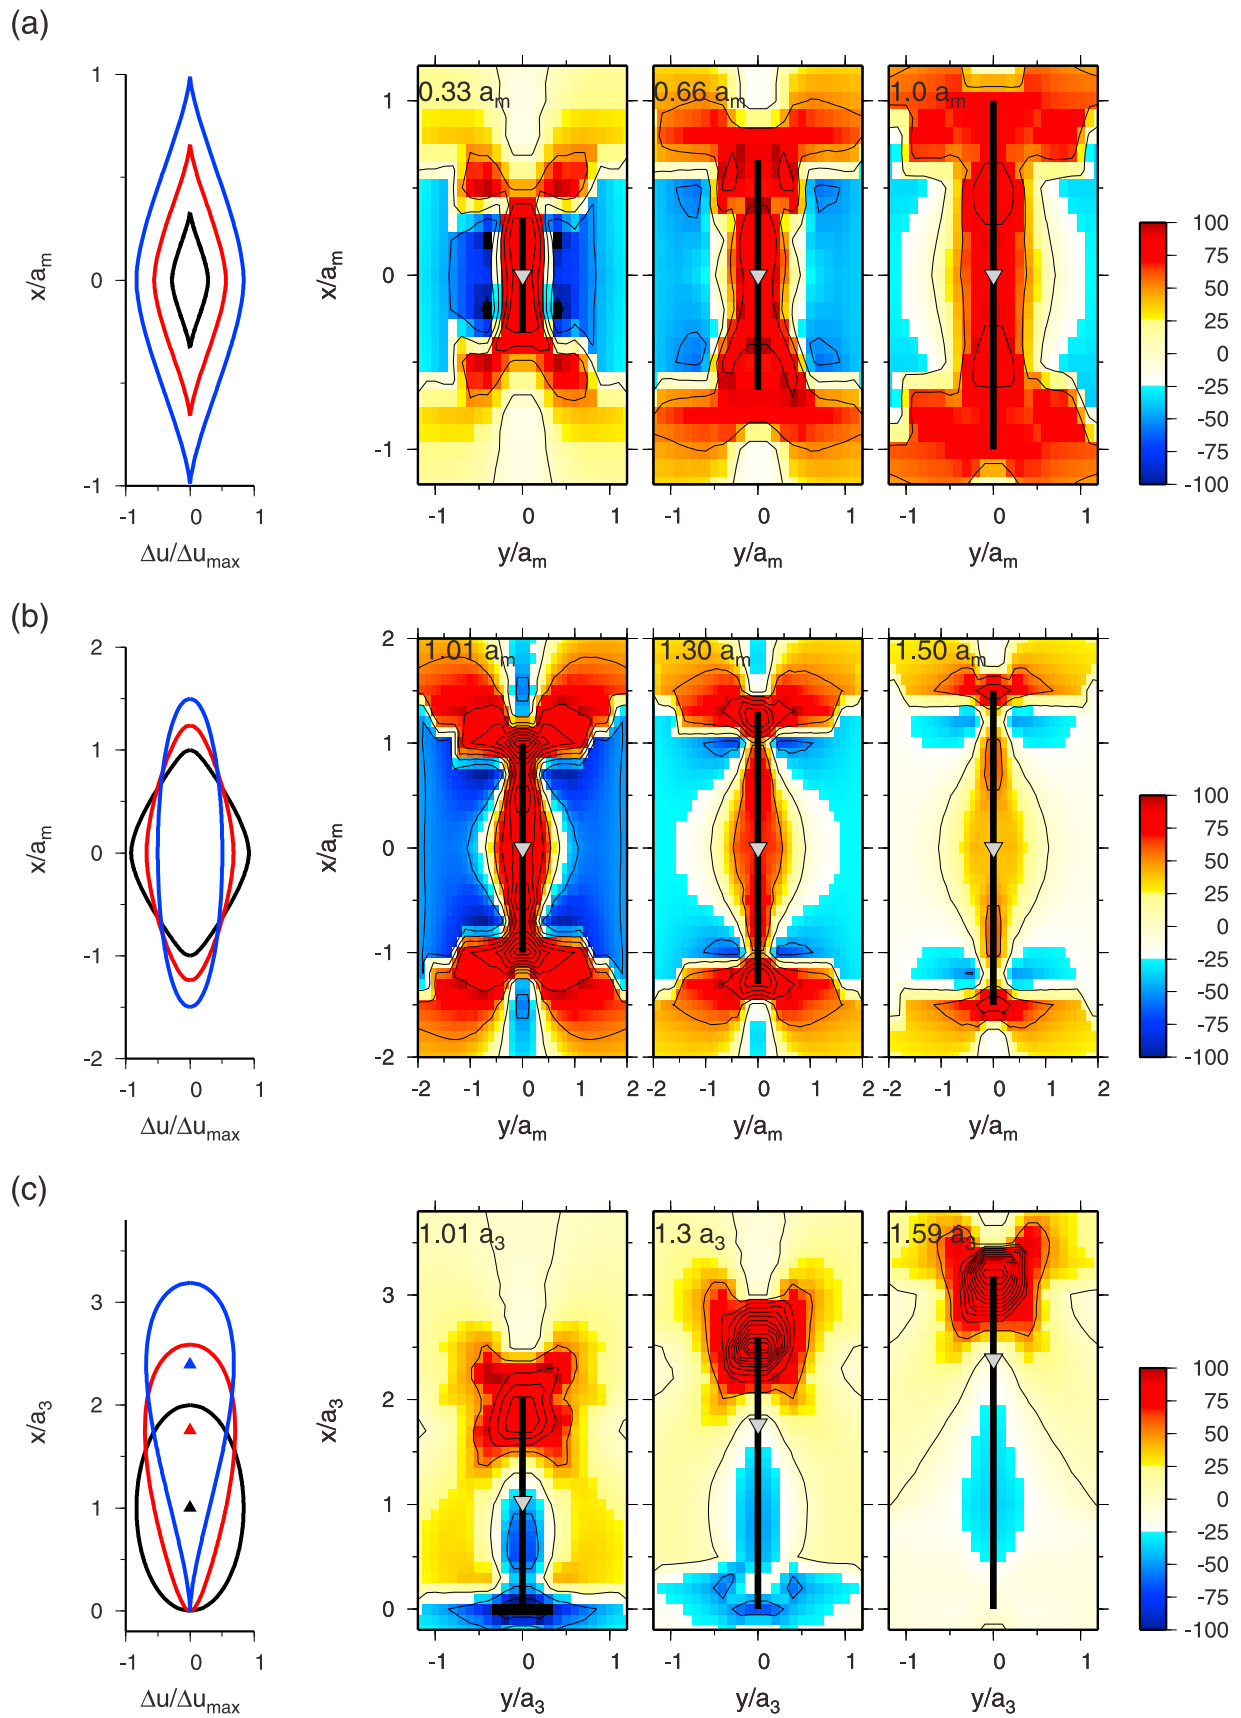 (a)
1
0
-1
x/a_m
-1 0 1
Δu/Δu_max
x/a_m
1
0
-1
0.33 a_m
0.66 a_m
1.0 a_m
-1 0 1
-1 0 1
-1 0 1
y/a_m
y/a_m
y/a_m
100
75
50
25
0
-25
-50
-75
-100
(b)
2
1
0
-1
-2
x/a_m
-1 0 1
Δu/Δu_max
x/a_m
2
1
0
-1
-2
1.01 a_m
1.30 a_m
1.50 a_m
-2 -1 0 1 2
-2 -1 0 1 2
-2 -1 0 1 2
y/a_m
y/a_m
y/a_m
100
75
50
25
0
-25
-50
-75
-100
(c)
3
2
1
0
x/a_3
-1 0 1
Δu/Δu_max
x/a_3
3
2
1
0
1.01 a_3
1.3 a_3
1.59 a_3
-1 0 1
-1 0 1
-1 0 1
y/a_3
y/a_3
y/a_3
100
75
50
25
0
-25
-50
-75
-100